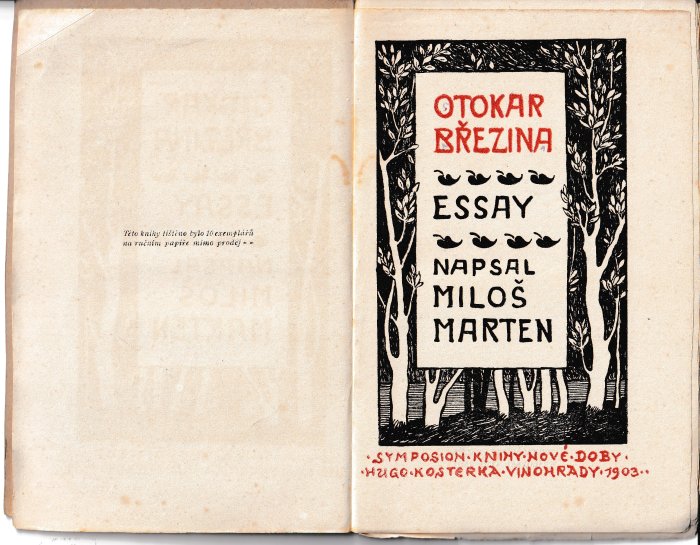 Této knihy tištěno bylo 10 exemplářů
na ručním papíře mimo prodej
OTOKAR
BŘEZINA
ESSAY
NAPSAL
MILOŠ
MARTEN
·SYMPOSION·KNIHY·NOVÉ·DOBY·
·HUGO·KOSTERKA·VINOHRADY·1903··